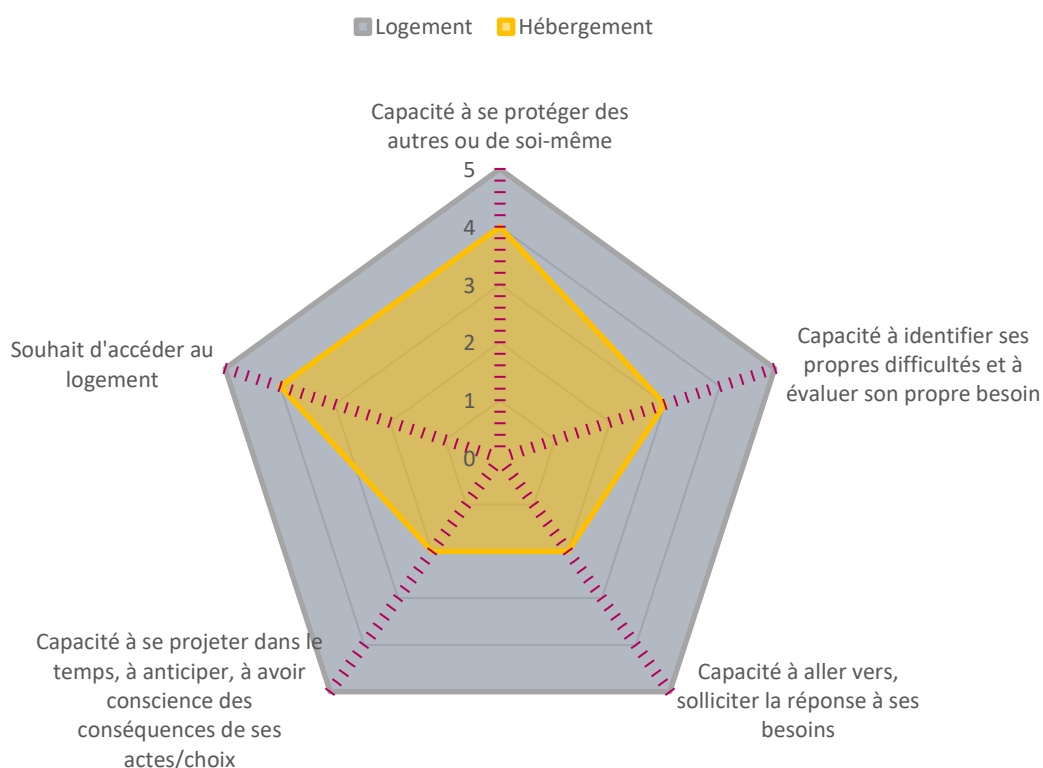 Logement Hébergement
Capacité à se protéger des
autres ou de soi-même
5
4
3
2
1
0
Capacité à identifier ses
propres difficultés et à
évaluer son propre besoin
Capacité à aller vers,
solliciter la réponse à ses
besoins
Capacité à se projeter dans le
temps, à anticiper, à avoir
conscience des
conséquences de ses
actes/choix
Souhait d'accéder au
logement